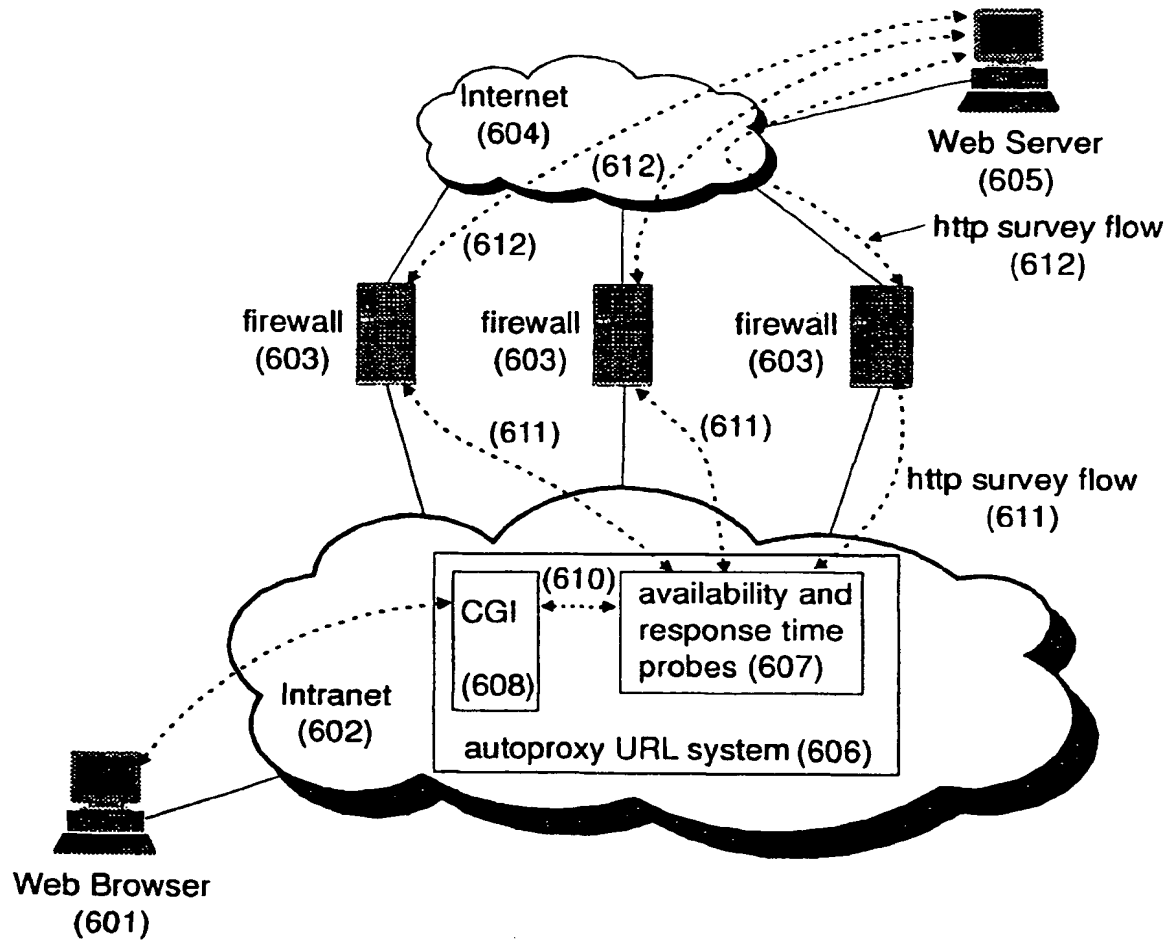 Internet
(604)
(612)
Web Server
(605)
http survey flow
(612)
(612)
firewall
(603)
firewall
(603)
firewall
(603)
(611)
(611)
http survey flow
(611)
CGI
(608)
(610)
availability and
response time
probes (607)
Intranet
(602)
autoproxy URL system (606)
Web Browser
(601)